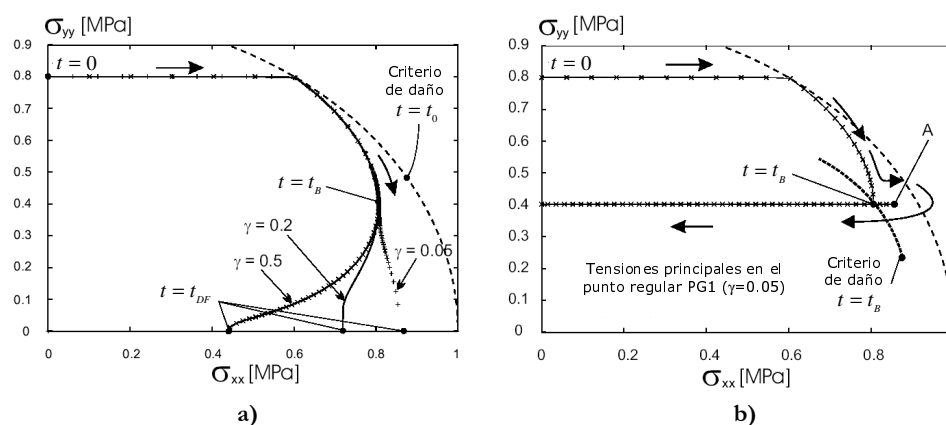 σyy [MPa]
0.9
0.8
0.7
0.6
0.5
0.4
0.3
0.2
0.1
0
t = 0
Criterio
de daño
t = t0
t = tB
γ = 0.2
γ = 0.05
γ = 0.5
t = tDF
0
0.2
0.4
0.6
0.8
1
σxx [MPa]
a)
σyy [MPa]
0.9
0.8
0.7
0.6
0.5
0.4
0.3
0.2
0.1
0
t = 0
A
t = tB
Tensiones principales en el
punto regular PG1 (γ=0.05)
Criterio
de daño
t = tB
0
0.2
0.4
0.6
0.8
σxx [MPa]
b)